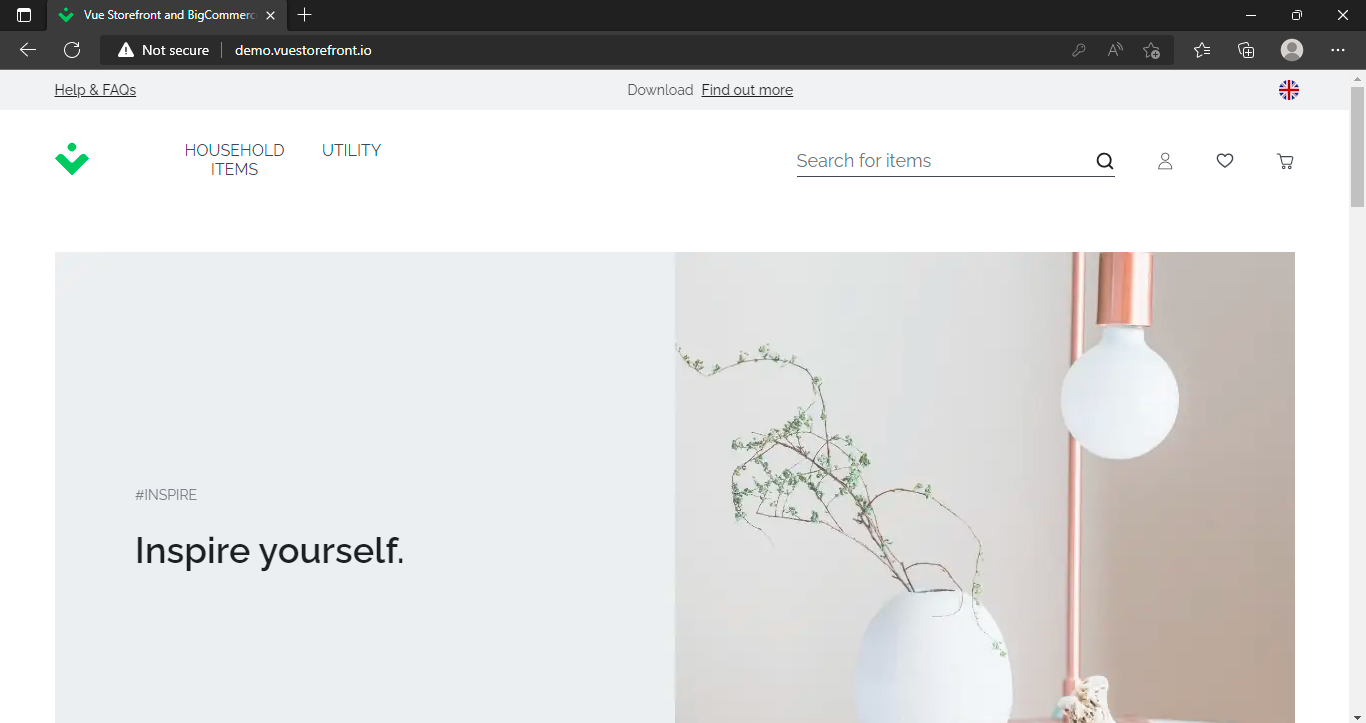 Vue Storefront and BigCommerc
Not secure
demo.vuestorefront.io
Help & FAQs
Download Find out more
HOUSEHOLD
ITEMS
UTILITY
Search for items
#INSPIRE
Inspire yourself.